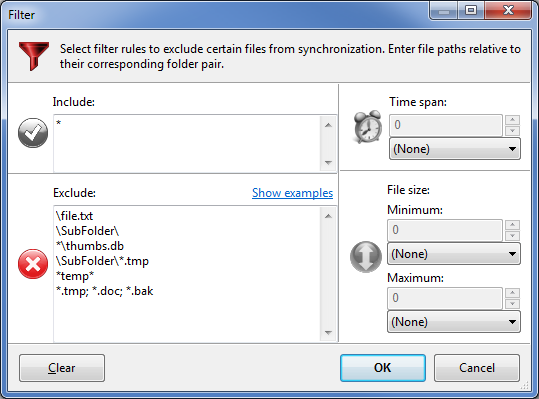 Filter
Select filter rules to exclude certain files from synchronization. Enter file paths relative to
their corresponding folder pair.
Include:
*
Time span:
0
(None)
Exclude:
Show examples
\file.txt
\SubFolder\
*\thumbs.db
\SubFolder\*.tmp
*temp*
*.tmp; *.doc; *.bak
File size:
Minimum:
0
(None)
Maximum:
0
(None)
Clear
OK
Cancel